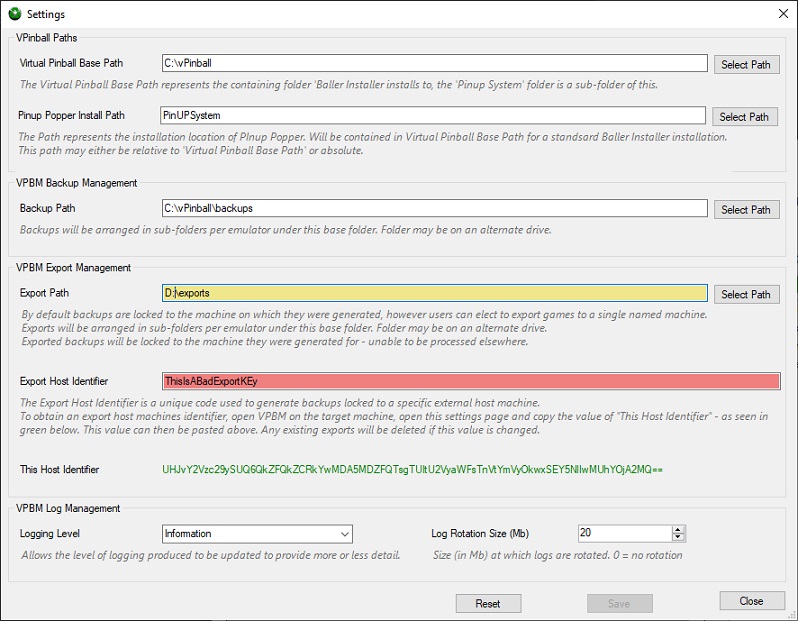 Settings
VPinball Paths
Virtual Pinball Base Path
C:\vPinball
Select Path
The Virtual Pinball Base Path represents the containing folder 'Baller Installer installs to, the 'Pinup System' folder is a sub-folder of this.
Pinup Popper Install Path
PinUPSystem
Select Path
The Path represents the installation location of PInup Popper. Will be contained in Virtual Pinball Base Path for a standsard Baller Installer installation.
This path may either be relative to 'Virtual Pinball Base Path' or absolute.
VPBM Backup Management
Backup Path
C:\vPinball\backups
Select Path
Backups will be arranged in sub-folders per emulator under this base folder. Folder may be on an alternate drive.
VPBM Export Management
Export Path
D:\exports
Select Path
By default backups are locked to the machine on which they were generated, however users can elect to export games to a single named machine.
Exports will be arranged in sub-folders per emulator under this base folder. Folder may be on an alternate drive.
Exported backups will be locked to the machine they were generated for - unable to be processed elsewhere.
Export Host Identifier
ThisIsABadExportKEy
The Export Host Identifier is a unique code used to generate backups locked to a specific external host machine.
To obtain an export host machines identifier, open VPBM on the target machine, open this settings page and copy the value of "This Host Identifier" - as seen in
green below. This value can then be pasted above. Any existing exports will be deleted if this value is changed.
This Host Identifier
VPBM Log Management
Logging Level
Information
Log Rotation Size (Mb)
20
Allows the level of logging produced to be updated to provide more or less detail.
Size (in Mb) at which logs are rotated. 0 = no rotation
Reset
Save
Close